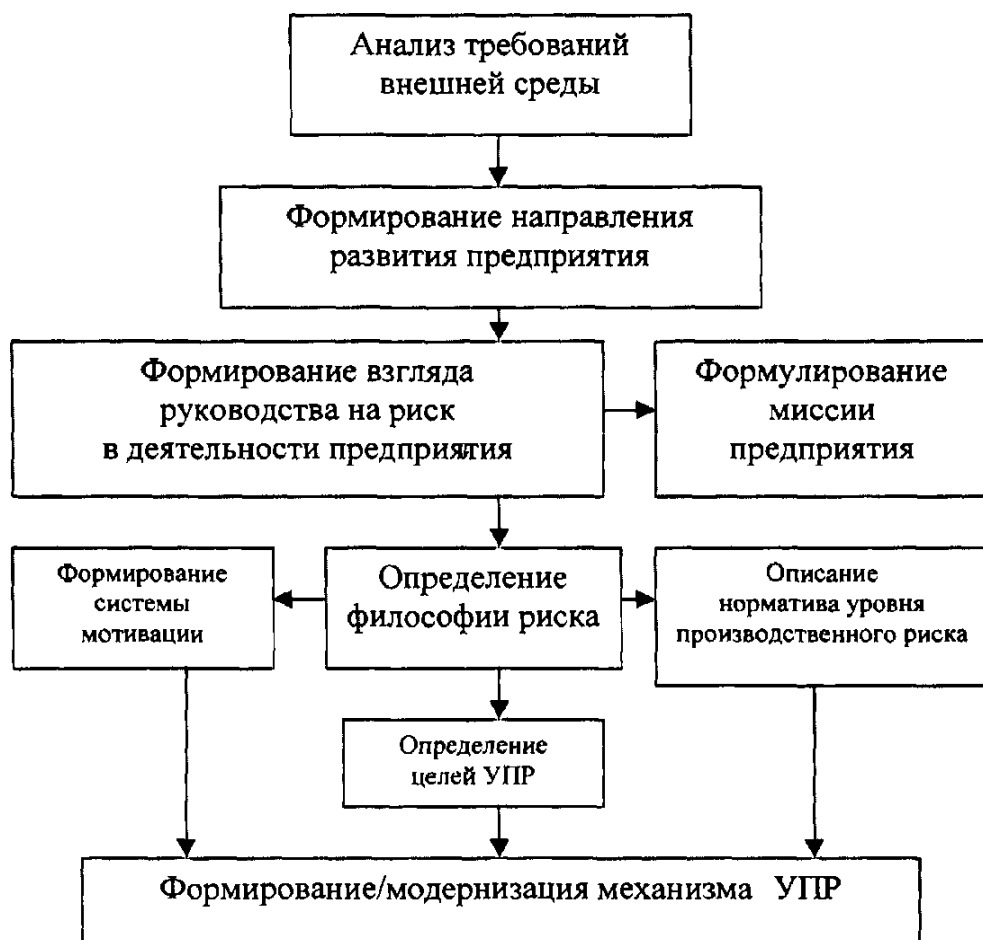 Анализ требований
внешней среды
Формирование направления
развития предприятия
Формирование взгляда
руководства на риск
в деятельности предприятия
Формулирование
миссии
предприятия
Формирование
системы
мотивации
Определение
философии риска
Описание
норматива уровня
производственного риска
Определение
целей УПР
Формирование/модернизация механизма УПР